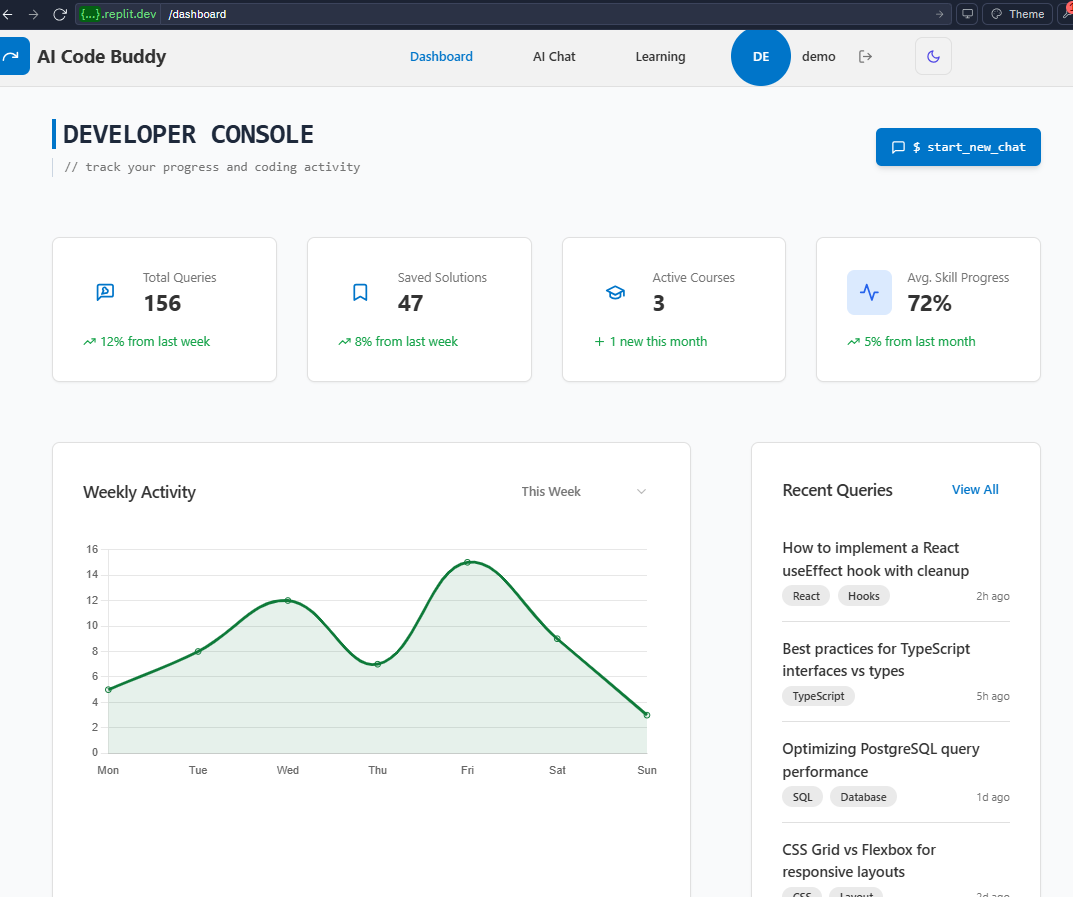 {...}.replit.dev /dashboard
Theme
AI Code Buddy
Dashboard
AI Chat
Learning
DE
demo
DEVELOPER CONSOLE
// track your progress and coding activity
$ start_new_chat
Total Queries
156
12% from last week
Saved Solutions
47
8% from last week
Active Courses
3
+ 1 new this month
Avg. Skill Progress
72%
5% from last month
Weekly Activity
This Week
16
14
12
10
8
6
4
2
0
Mon Tue Wed Thu Fri Sat Sun
Recent Queries
View All
How to implement a React
useEffect hook with cleanup
React Hooks 2h ago
Best practices for TypeScript
interfaces vs types
TypeScript 5h ago
Optimizing PostgreSQL query
performance
SQL Database 1d ago
CSS Grid vs Flexbox for
responsive layouts
CSS Layout 2d ago